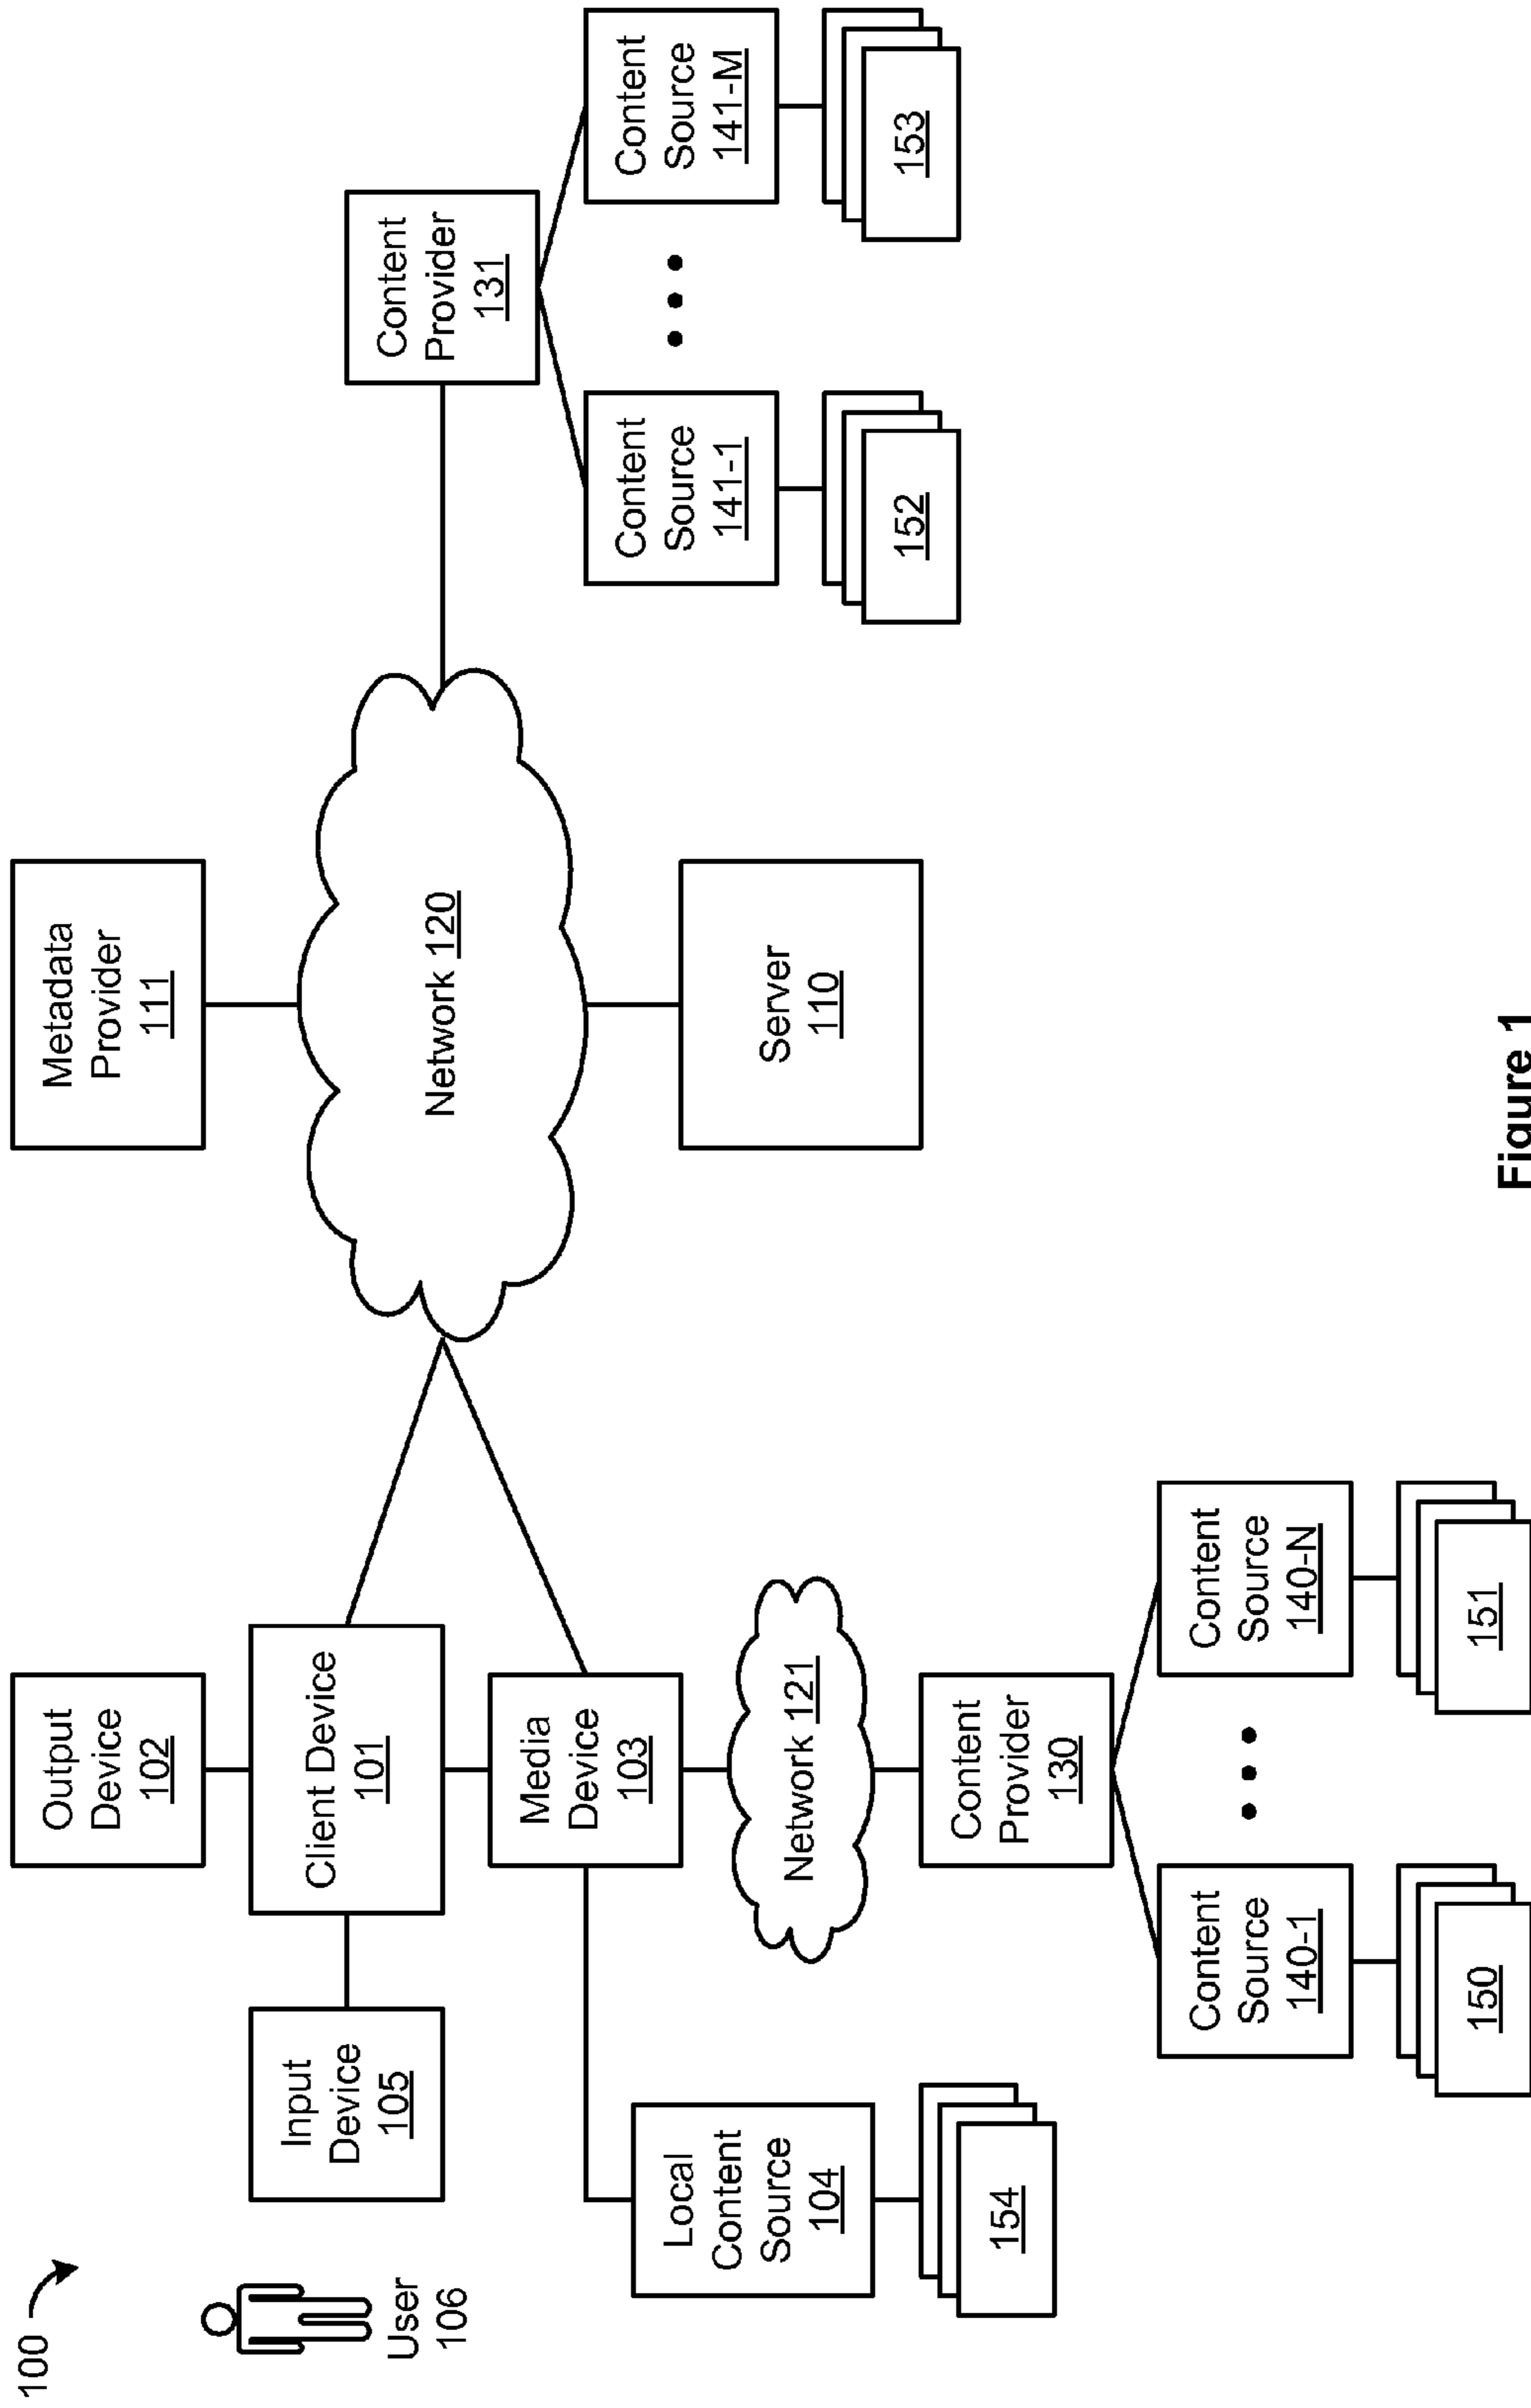 100
User
106
Input
Device
105
Output
Device
102
Client Device
101
Media
Device
103
Local
Content
Source
104
154
Network 121
Content
Provider
130
Content
Source
140-1
150
Content
Source
140-N
151
Metadata
Provider
111
Network 120
Server
110
Content
Provider
131
Content
Source
141-1
152
Content
Source
141-M
153
Figure 1